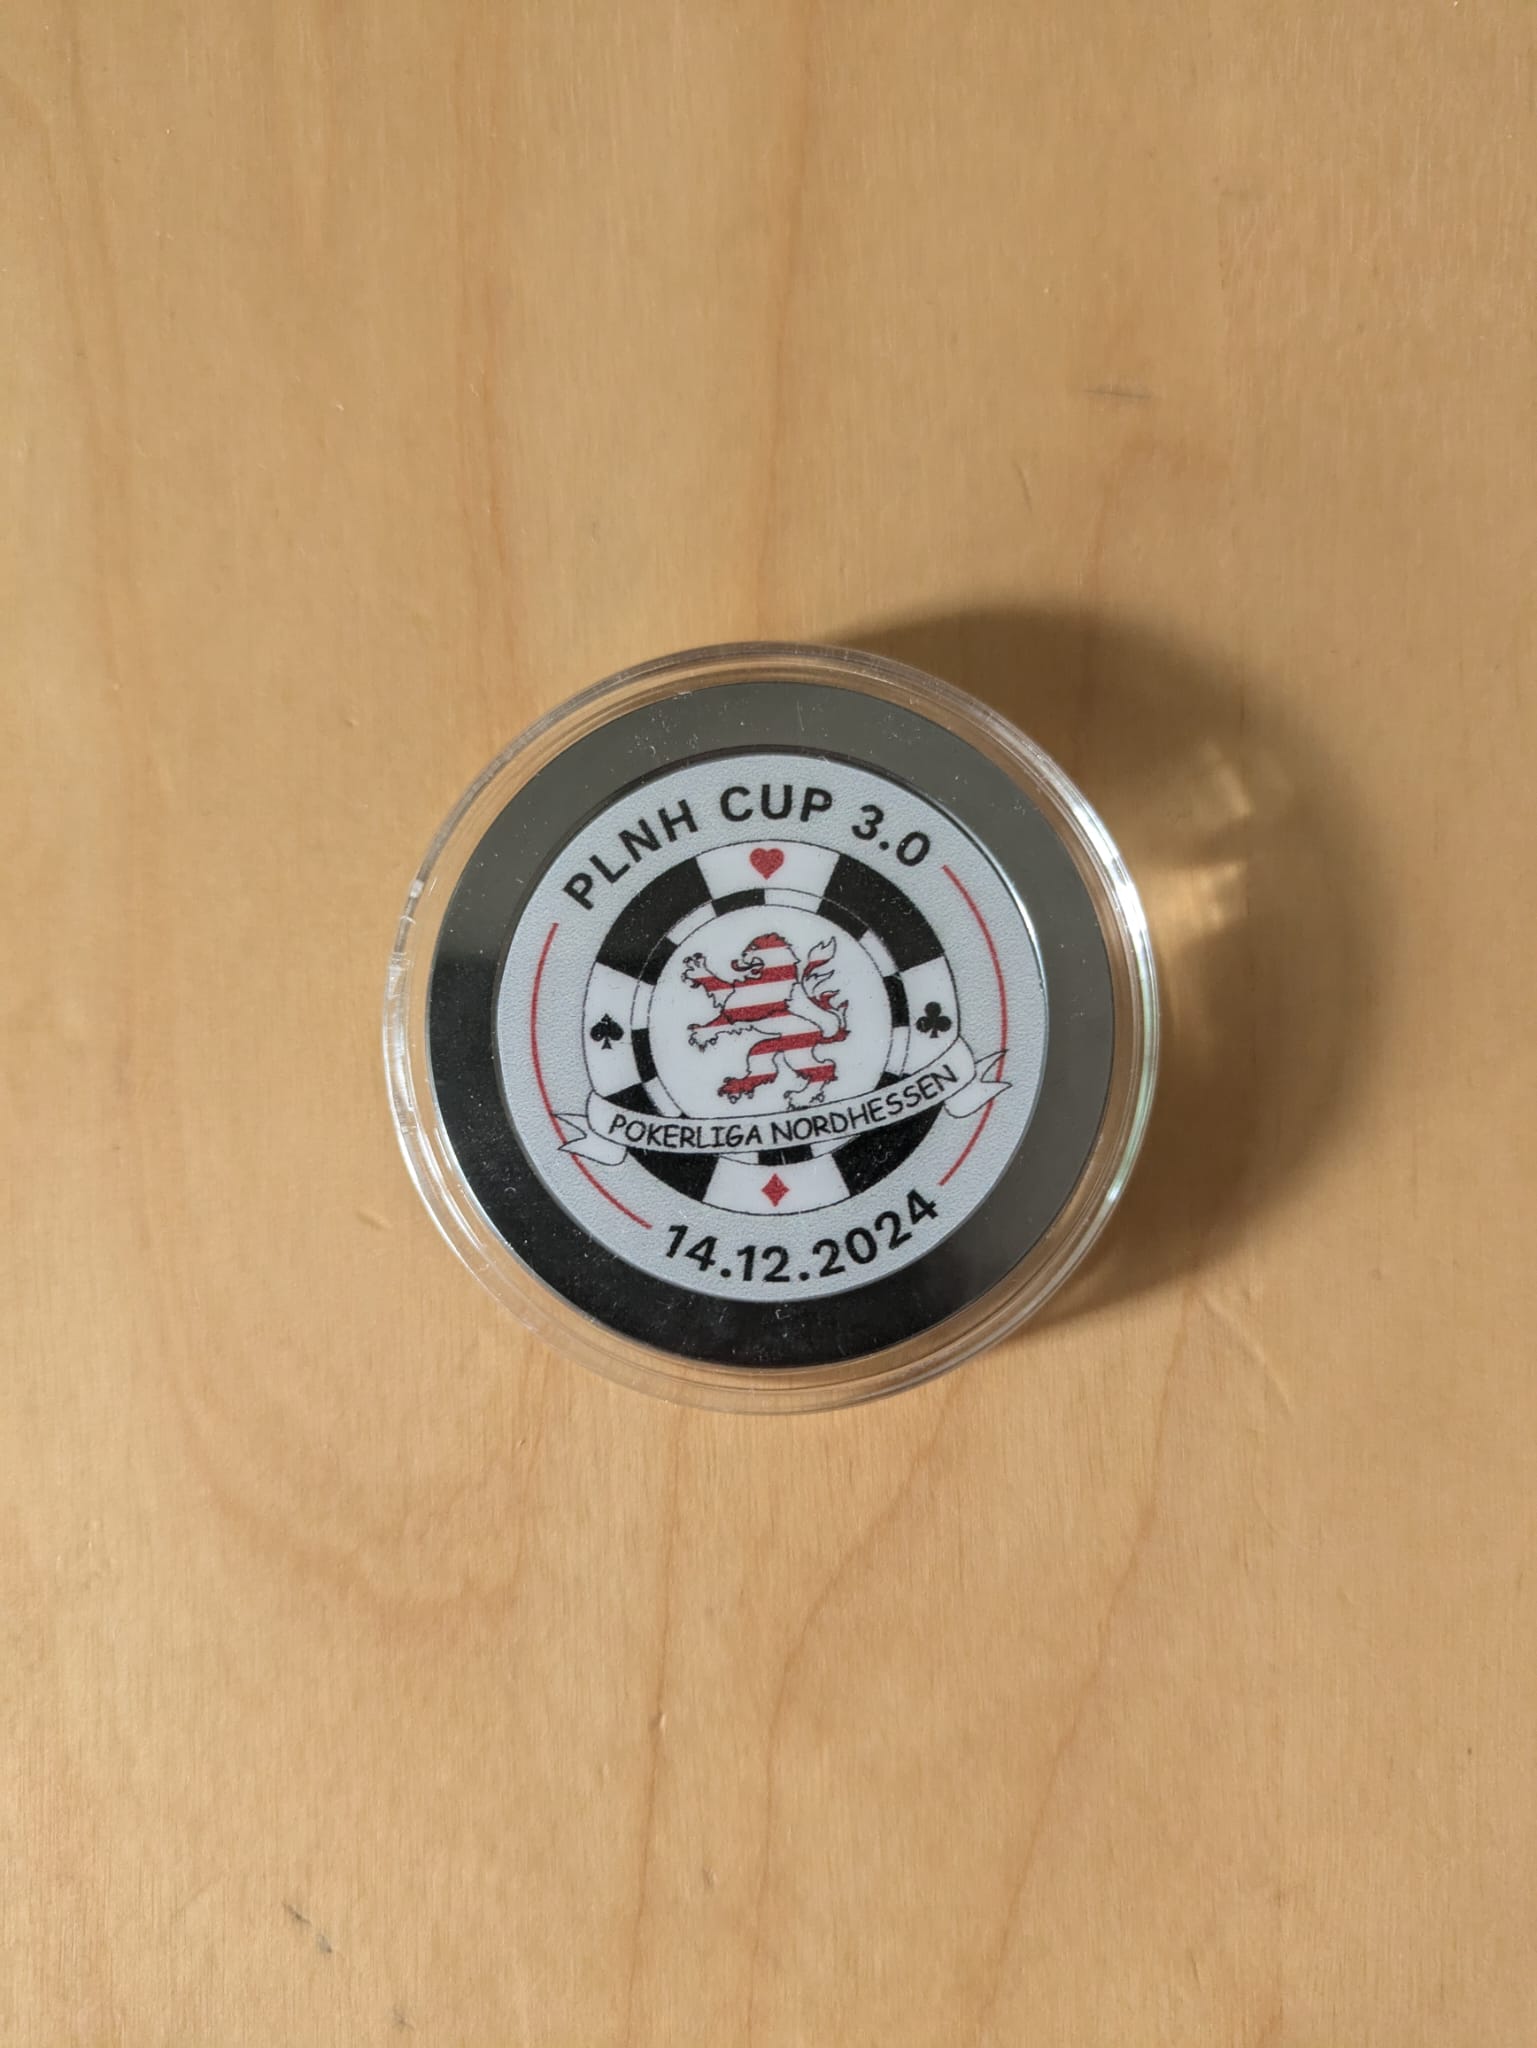 PLNH CUP 3.0
POKERLIGA NORDHESSEN
14.12.2024